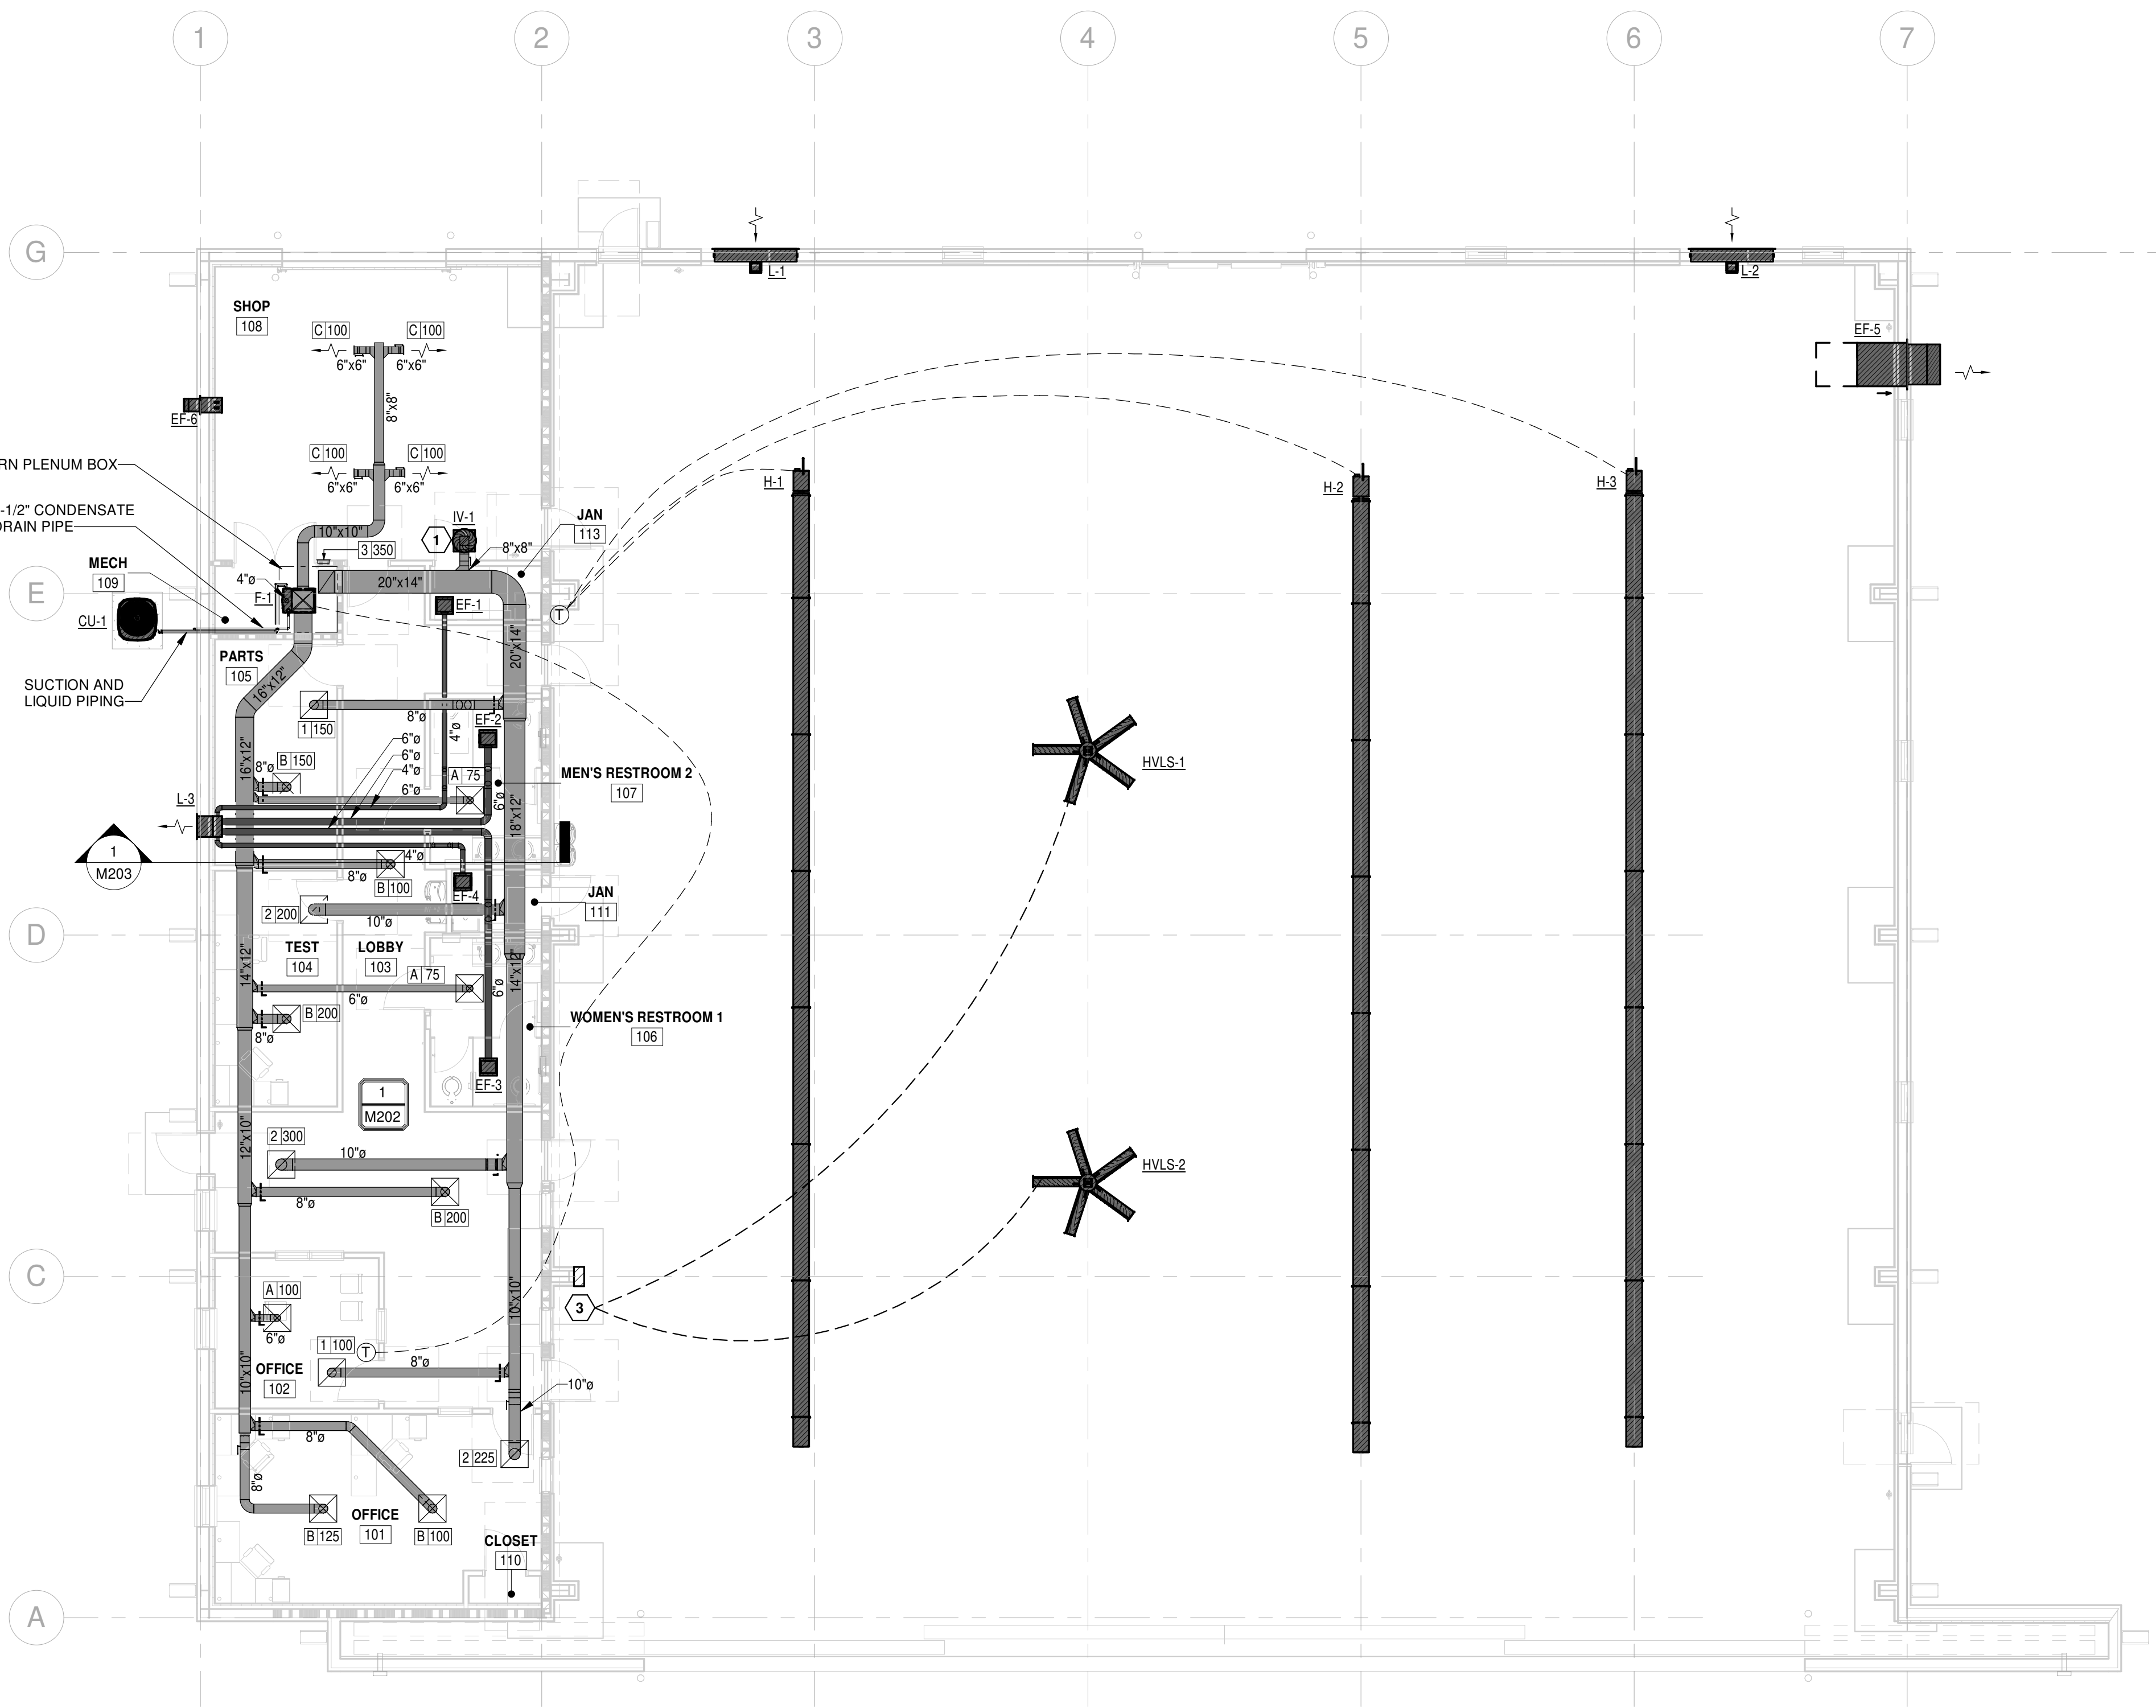 1
2
3
4
5
6
7
G
L-1
L-2
SHOP
108
C 100
C 100
6"x6"
6"x6"
EF-5
8"x8"
EF-6
C 100
C 100
6"x6"
6"x6"
RN PLENUM BOX
H-1
H-2
H-3
-1/2" CONDENSATE
DRAIN PIPE
10"x10"
IV-1
1
JAN
113
3 350
8"x8"
MECH
109
4"ø
F-1
20"x14"
E
EF-1
T
CU-1
20"x14"
PARTS
105
16"x12"
SUCTION AND
LIQUID PIPING
8"ø
1 150
4"ø
EF-2
6"ø
6"ø
4"ø
6"ø
16"x12"
B 150
8"ø
A 75
6"ø
MEN'S RESTROOM 2
107
HVLS-1
L-3
18"x12"
1
M203
4"ø
8"ø
B 100
EF-4
JAN
111
2 200
10"ø
D
TEST
104
LOBBY
103
14"x12"
14"x12"
A 75
6"ø
6"ø
B 200
8"ø
WOMEN'S RESTROOM 1
106
EF-3
1
M202
12"x10"
2 300
10"ø
HVLS-2
8"ø
B 200
C
A 100
6"ø
10"x10"
3
1 100
T
8"ø
OFFICE
102
10"x10"
10"ø
8"ø
2 225
8"ø
OFFICE
101
B 125
B 100
CLOSET
110
A